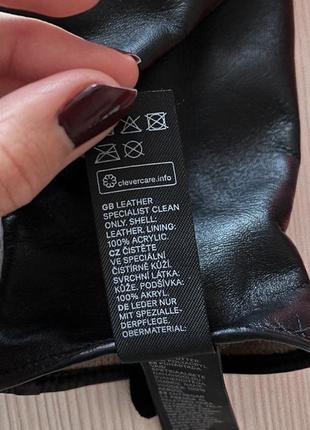 clevercare.info
GB LEATHER
SPECIALIST CLEAN
ONLY, SHELL:
LEATHER, LINING:
100% ACRYLIC.
CZ ČISTĚTE
VE SPECIÁLNÍ
ČISTÍRNĚ KŮŽÍ.
SVRCHNÍ LÁTKA:
KŮŽE, PODŠÍVKA:
100% AKRYL.
DE LEDER NUR
MIT SPEZIALLE-
DERPFLEGE,
OBERMATERIAL: